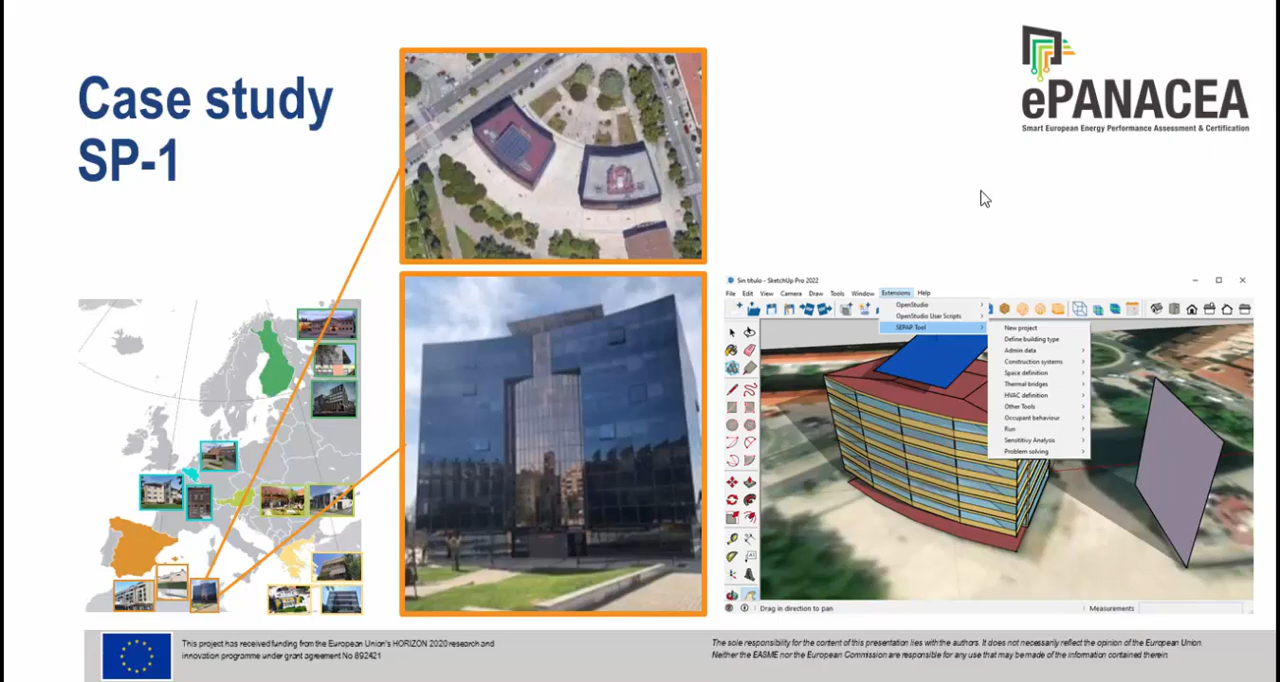 Case study
SP-1
ePANACEA
Smart European Energy Performance Assessment & Certification
Sin título - SketchUp Pro 2022
File Edit View Camera Draw Tools Window Extensions Help
OpenStudio
OpenStudio User Scripts
SEPAP Tool
New project
Define building type
Admin data
Construction systems
Space definition
Thermal bridges
HVAC definition
Other Tools
Occupant behaviour
Run
Sensitivy Analysis
Problem solving
Drag in direction to pan
Measurements
This project has received funding from the European Union's HORIZON 2020 research and
innovation programme under grant agreement No 892421
The sole responsibility for the content of this presentation lies with the authors. It does not necessarily reflect the opinion of the European Union.
Neither the EASME nor the European Commission are responsible for any use that may be made of the information contained therein.